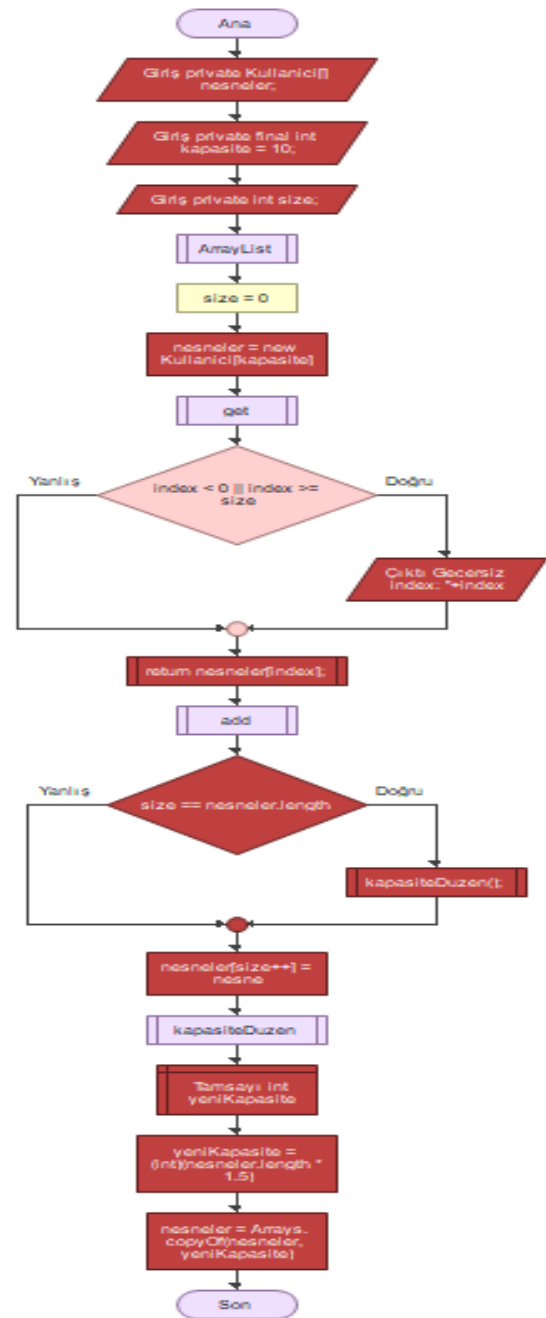 Ana
Giriş private Kullanici[]
nesneler;
Giriş private final int
kapasite = 10;
Giriş private int size;
ArrayList
size = 0
nesneler = new
Kullanici[kapasite]
get
Yanlış
index < 0 || index >=
size
Doğru
Çıktı Gecersiz
index: "+index
return nesneler[index];
add
Yanlış
size == nesneler.length
Doğru
kapasiteDuzen();
nesneler[size++] =
nesne
kapasiteDuzen
Tamsayı int
yeniKapasite
yeniKapasite =
(int)(nesneler.length *
1.5)
nesneler = Arrays.
copyOf(nesneler,
yeniKapasite)
Son